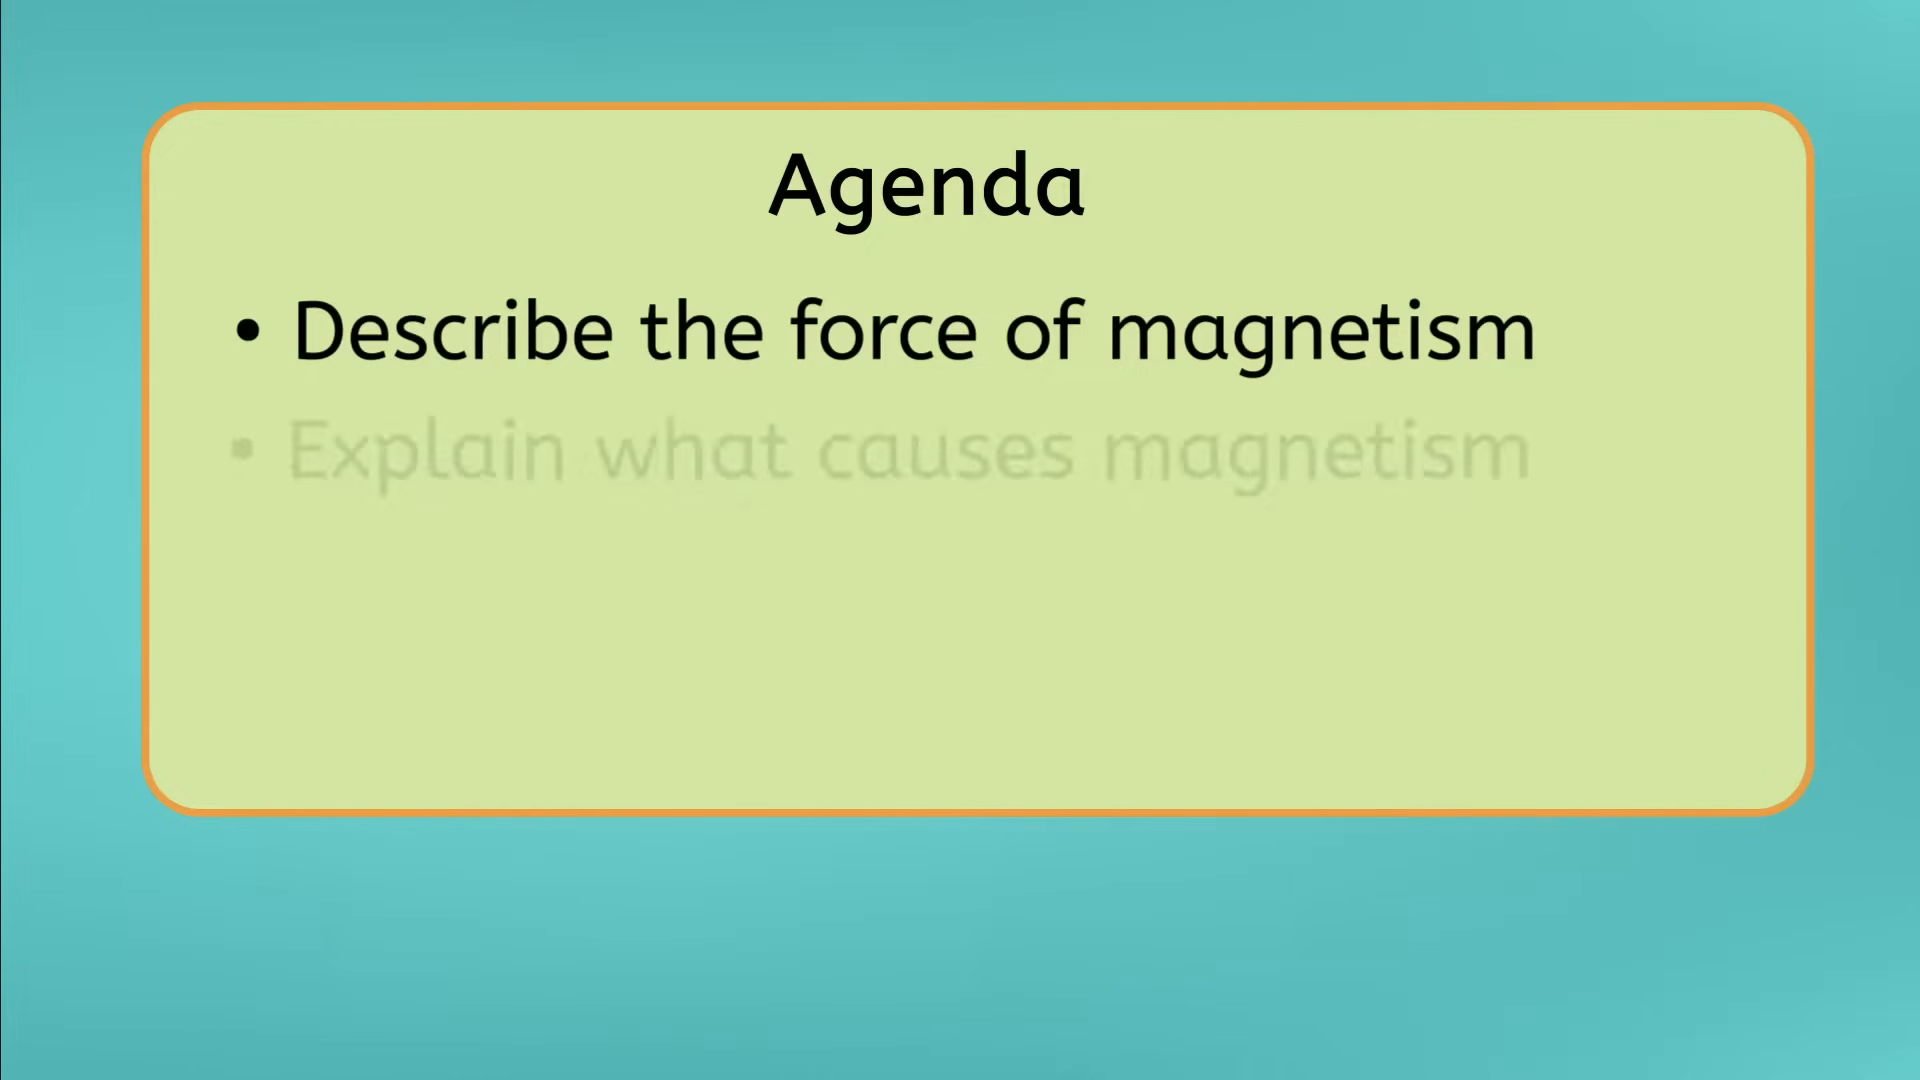 Agenda
• Describe the force of magnetism
• Explain what causes magnetism